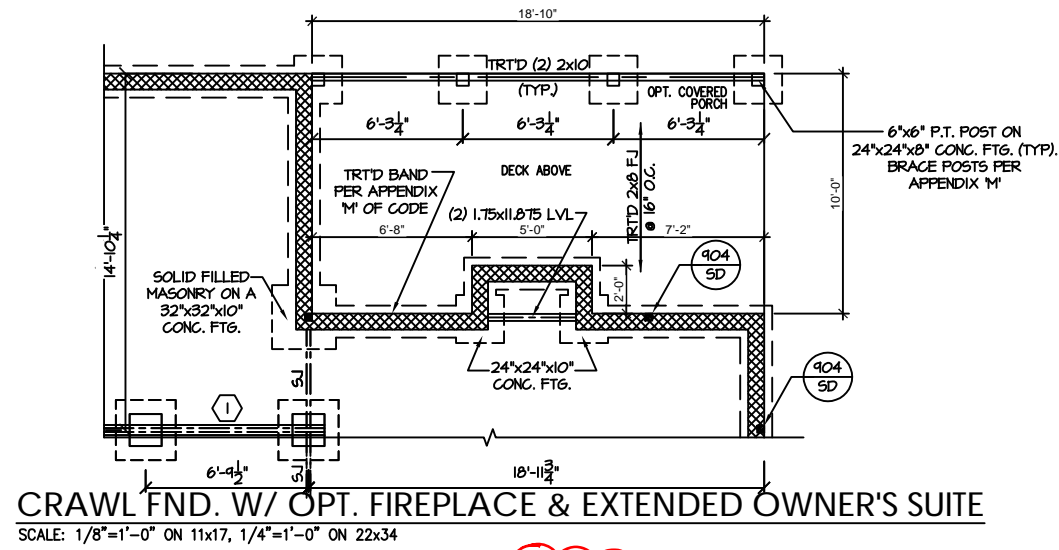 18'-10"
TRT'D (2) 2x10
(TYP.)
OPT. COVERED
PORCH
6'-3 1/4"
6'-3 1/4"
6'-3 1/4"
6"x6" P.T. POST ON
24"x24"x8" CONC. FTG. (TYP).
BRACE POSTS PER
APPENDIX 'M'
DECK ABOVE
TRT'D BAND
PER APPENDIX
'M' OF CODE
TRT'D 2x8 FJ
@ 16" O.C.
10'-0"
(2) 1.75x11.875 LVL
6'-8"
5'-0"
7'-2"
14'-10 1/4"
904
SD
SOLID FILLED
MASONRY ON A
32"x32"x10"
CONC. FTG.
2'-0"
24"x24"x10"
CONC. FTG.
904
SD
SJ
1
6'-9 1/2"
SJ
18'-11 3/4"
CRAWL FND. W/ OPT. FIREPLACE & EXTENDED OWNER'S SUITE
SCALE: 1/8"=1'-0" ON 11x17, 1/4"=1'-0" ON 22x34